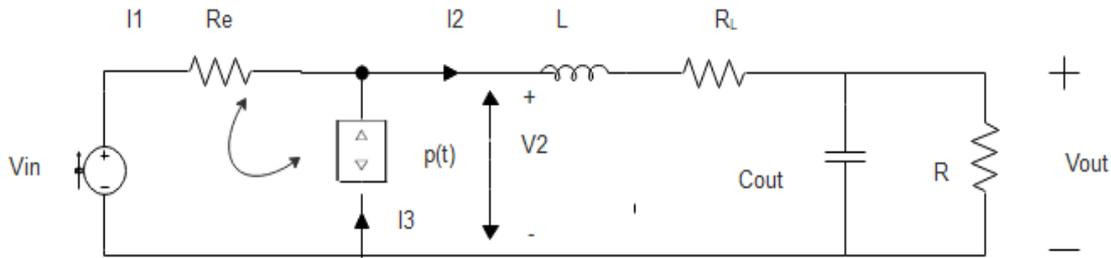 I1 Re I2 L RL
+ +
Vin + - p(t) V2 Cout R Vout
I3 - —